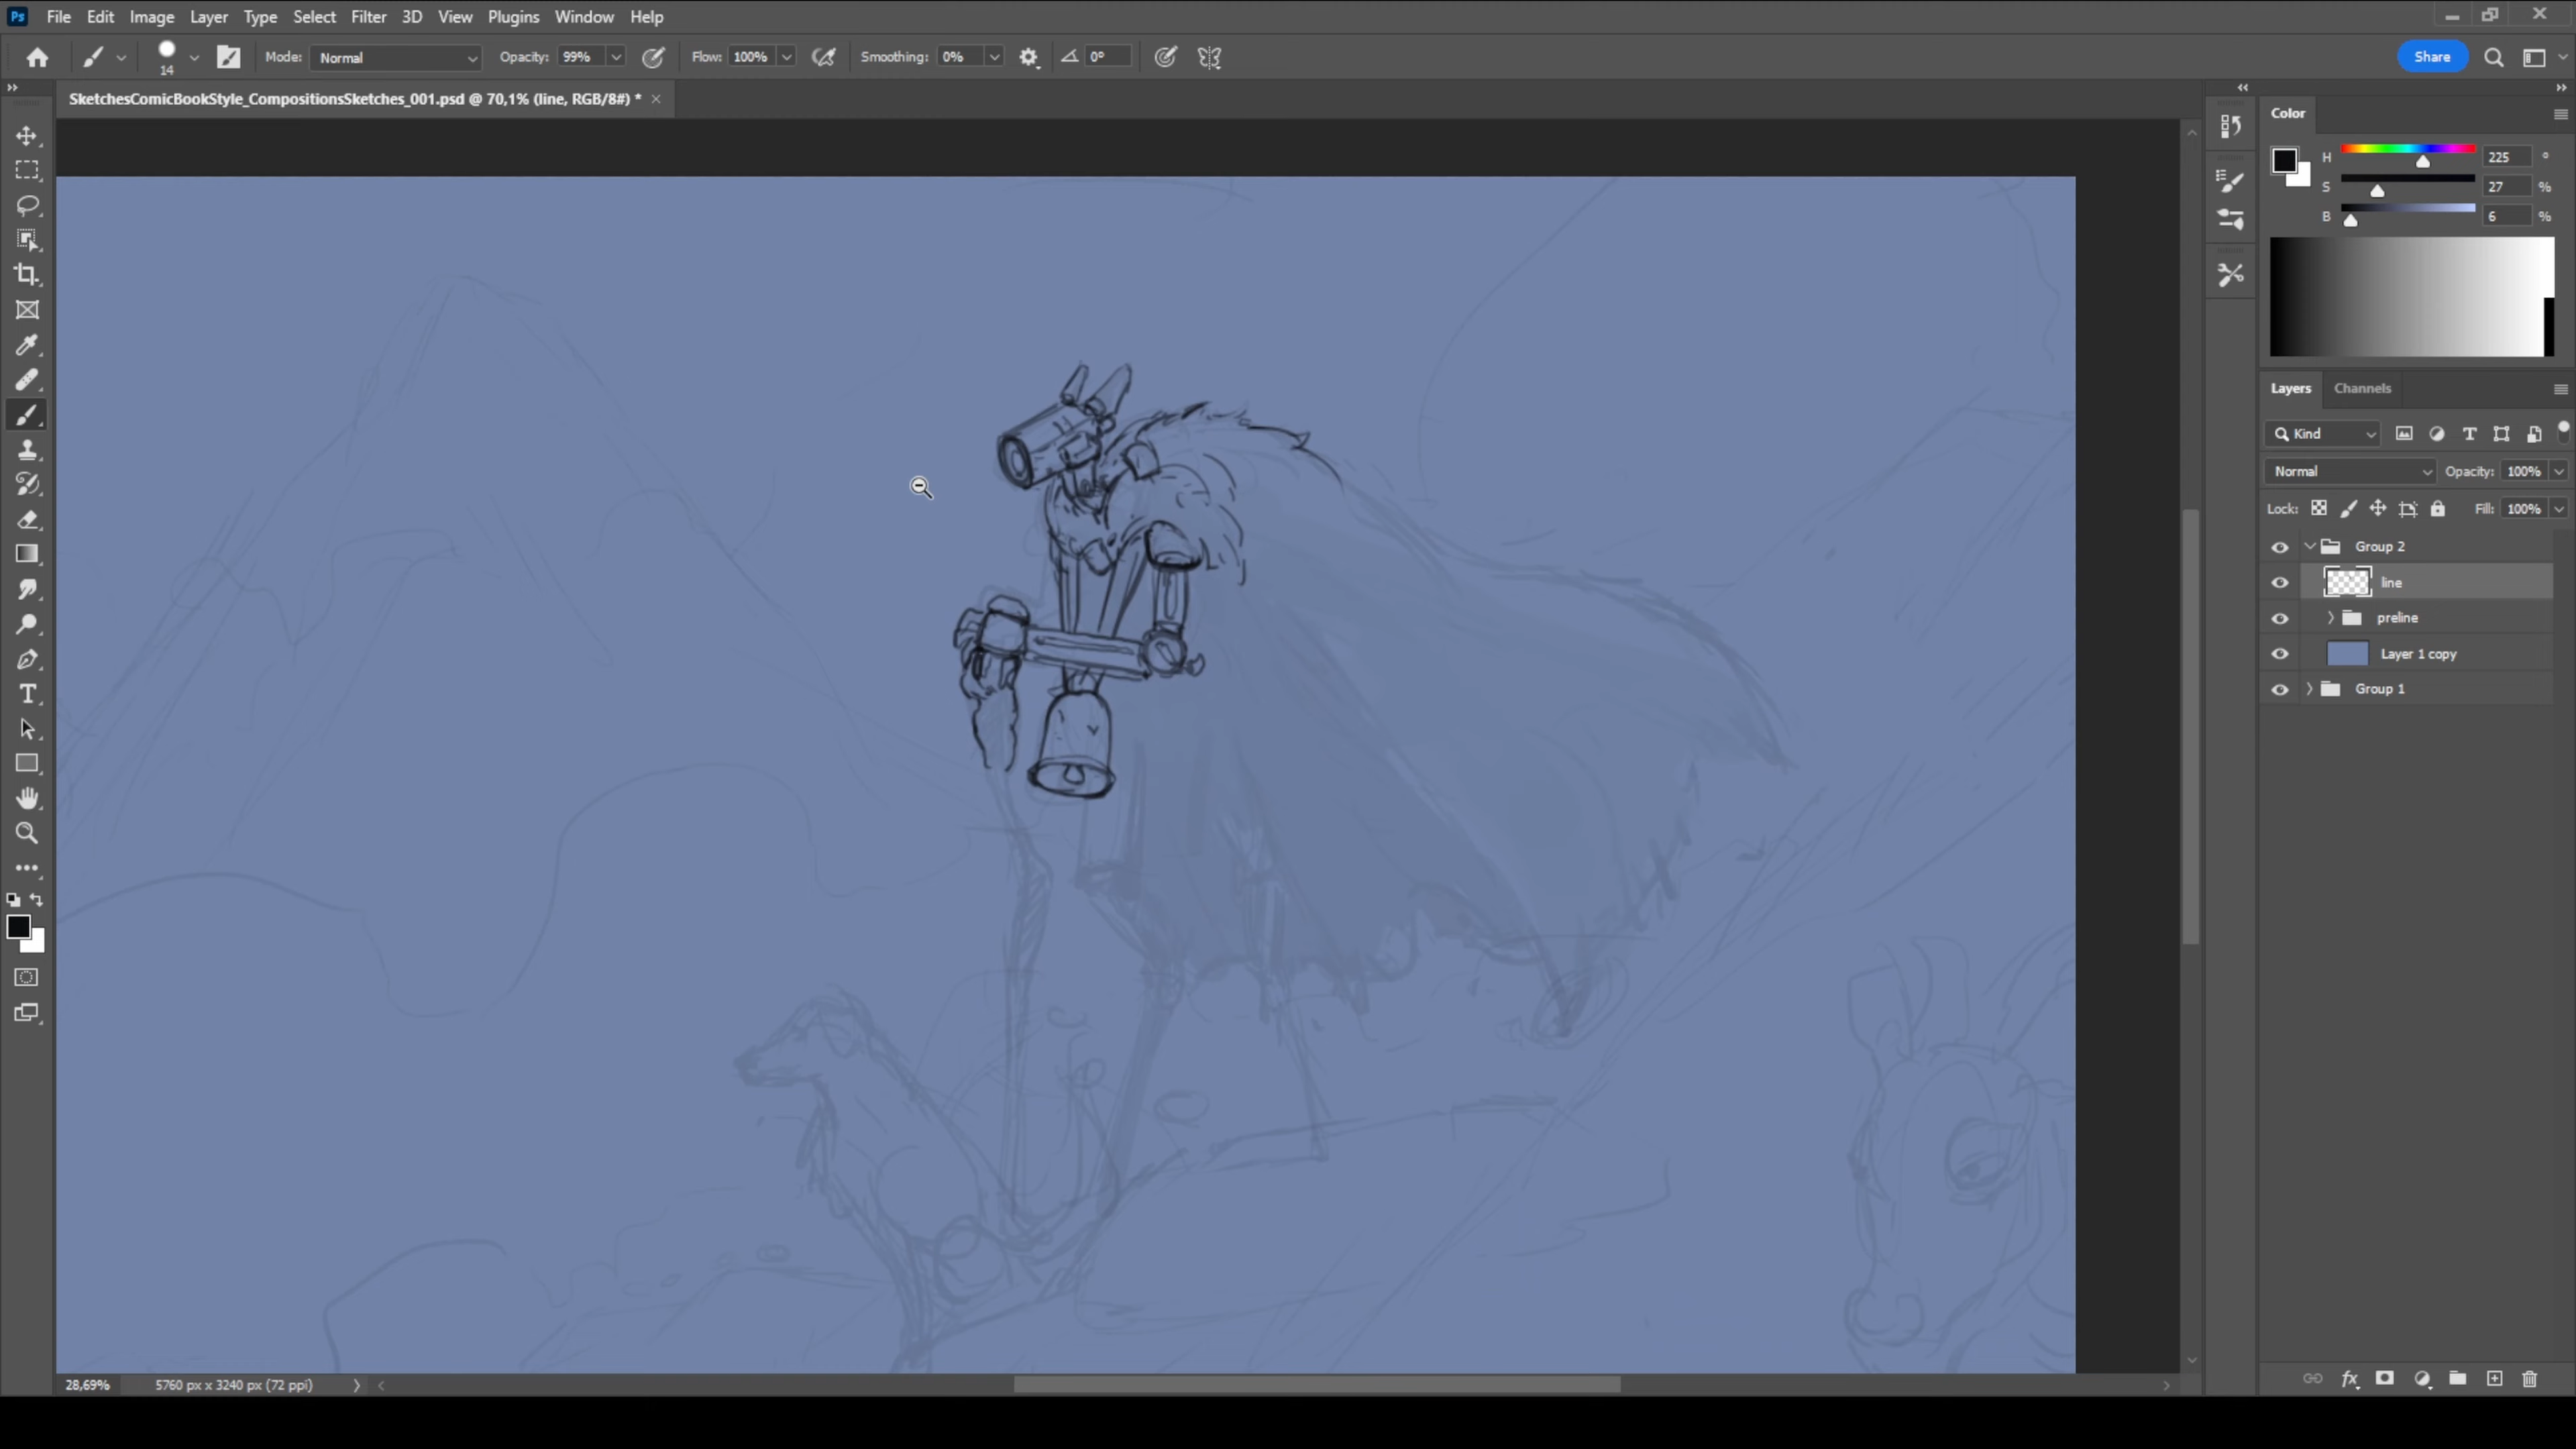 Ps File Edit Image Layer Type Select Filter 3D View Plugins Window Help
14 Mode: Normal Opacity: 99% Flow: 100% Smoothing: 0% 0° Share
SketchesComicBookStyle_CompositionsSketches_001.psd @ 70,1% (line, RGB/8#) *
Color
H 225 °
S 27 %
B 6 %
Layers Channels
Kind
Normal Opacity: 100%
Lock: Fill: 100%
Group 2
line
preline
Layer 1 copy
Group 1
28,69% 5760 px x 3240 px (72 ppi)